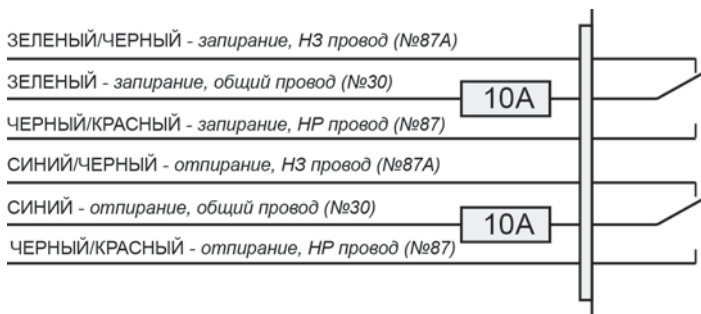 ЗЕЛЕНЫЙ/ЧЕРНЫЙ - запирание, НЗ провод (№87А)
ЗЕЛЕНЫЙ - запирание, общий провод (№30)
10А
ЧЕРНЫЙ/КРАСНЫЙ - запирание, НР провод (№87)
СИНИЙ/ЧЕРНЫЙ - отпирание, НЗ провод (№87А)
СИНИЙ - отпирание, общий провод (№30)
10А
ЧЕРНЫЙ/КРАСНЫЙ - отпирание, НР провод (№87)